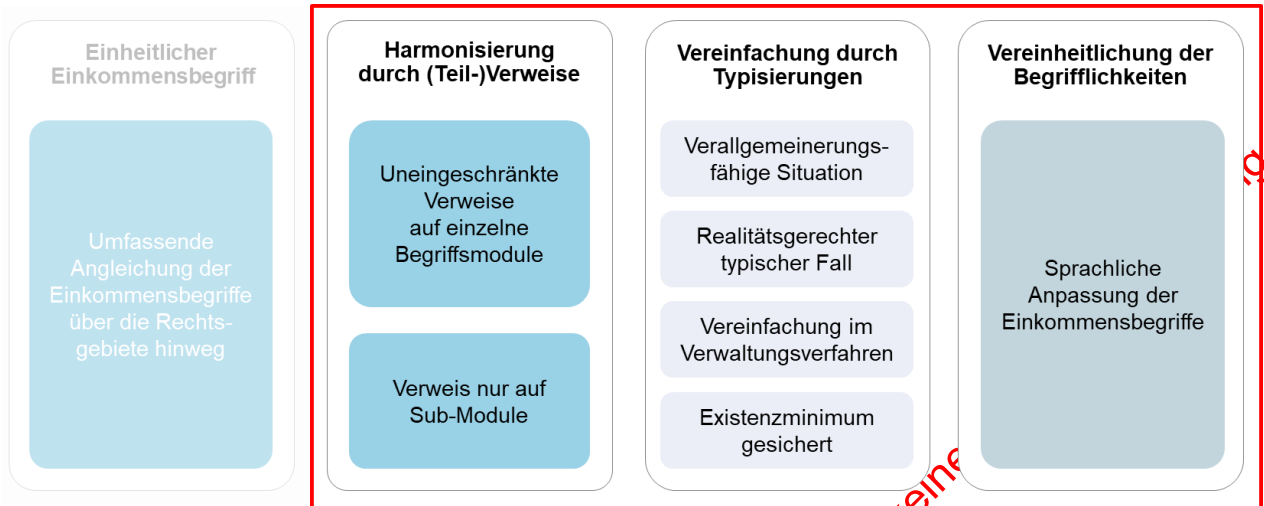 Einheitlicher
Einkommensbegriff
Umfassende
Angleichung der
Einkommensbegriffe
über die Rechts-
gebiete hinweg
Harmonisierung
durch (Teil-)Verweise
Uneingeschränkte
Verweise
auf einzelne
Begriffsmodule
Verweis nur auf
Sub-Module
Vereinfachung durch
Typisierungen
Verallgemeinerungs-
fähige Situation
Realitätsgerechter
typischer Fall
Vereinfachung im
Verwaltungsverfahren
Existenzminimum
gesichert
Vereinheitlichung der
Begrifflichkeiten
Sprachliche
Anpassung der
Einkommensbegriffe